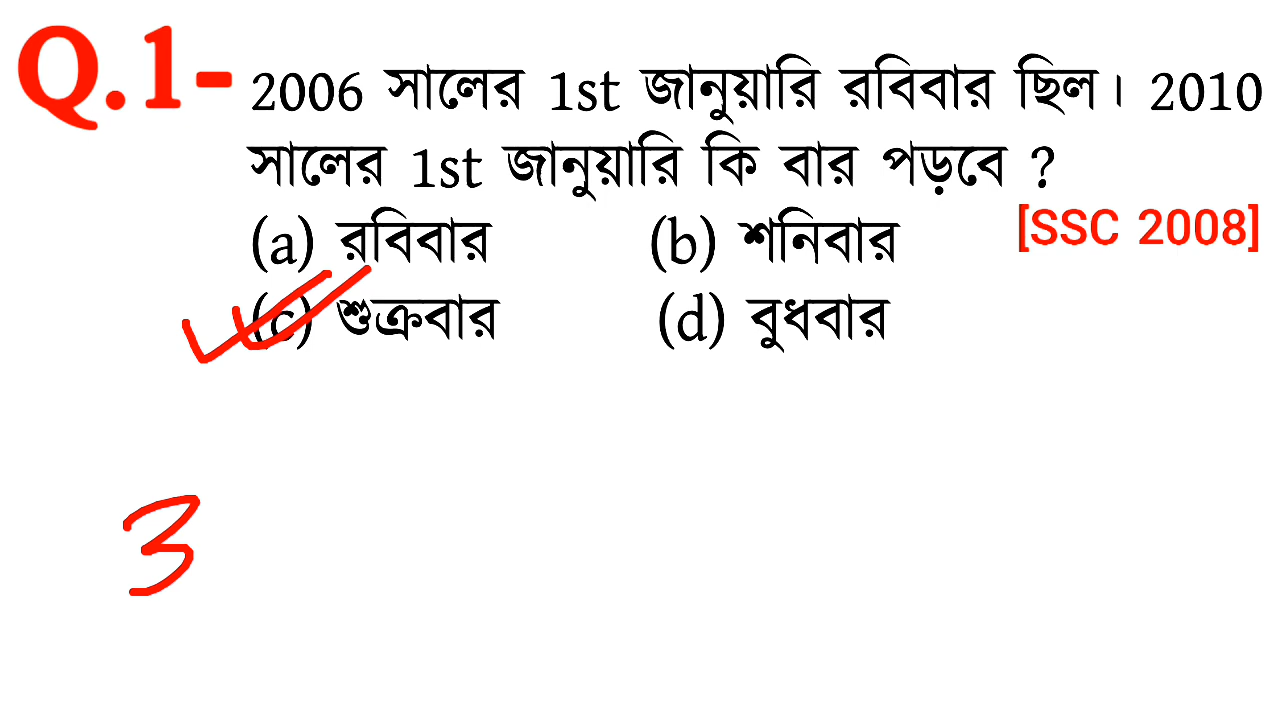 Q.1- 2006 সালের 1st জানুয়ারি রবিবার ছিল। 2010
সালের 1st জানুয়ারি কি বার পড়বে ?
[SSC 2008]
(a) রবিবার (b) শনিবার
(c) শুক্রবার (d) বুধবার
3